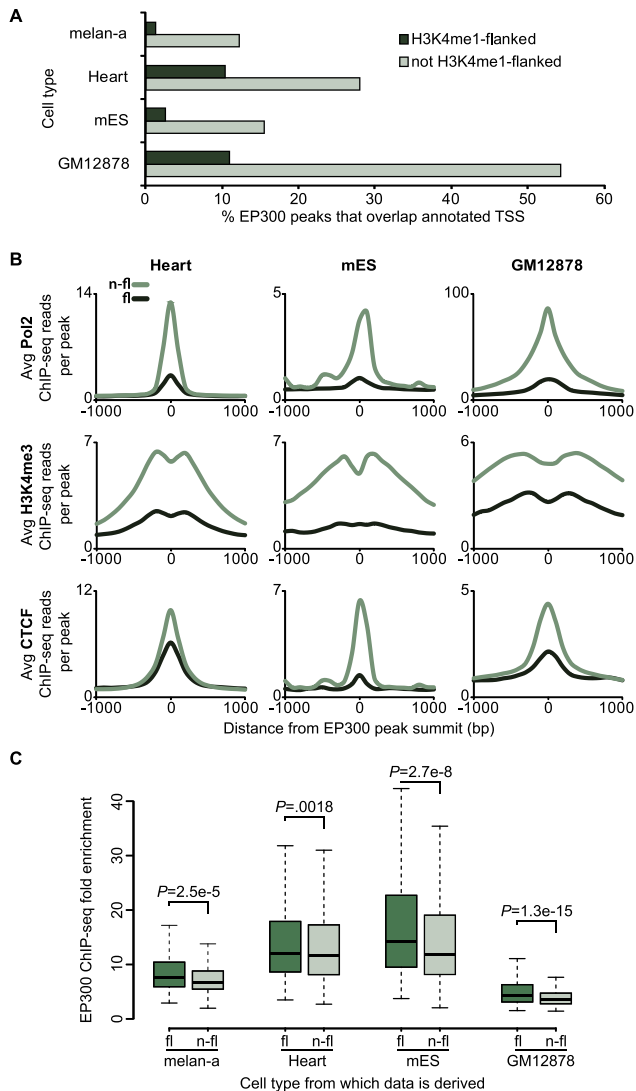 A
H3K4me1-flanked
not H3K4me1-flanked
Cell type
melan-a
Heart
mES
GM12878
0 10 20 30 40 50 60
% EP300 peaks that overlap annotated TSS
B
Heart mES GM12878
n-fl
fl
Avg Pol2
ChIP-seq reads
per peak
14 0 -1000 0 1000
5 0 -1000 0 1000
100 0 -1000 0 1000
Avg H3K4me3
ChIP-seq reads
per peak
7 0 -1000 0 1000
7 0 -1000 0 1000
6 0 -1000 0 1000
Avg CTCF
ChIP-seq reads
per peak
12 0 -1000 0 1000
7 0 -1000 0 1000
5 0 -1000 0 1000
Distance from EP300 peak summit (bp)
C
EP300 ChIP-seq fold enrichment
40
30
20
10
0
P=2.5e-5
P=.0018
P=2.7e-8
P=1.3e-15
fl n-fl fl n-fl fl n-fl fl n-fl
melan-a Heart mES GM12878
Cell type from which data is derived